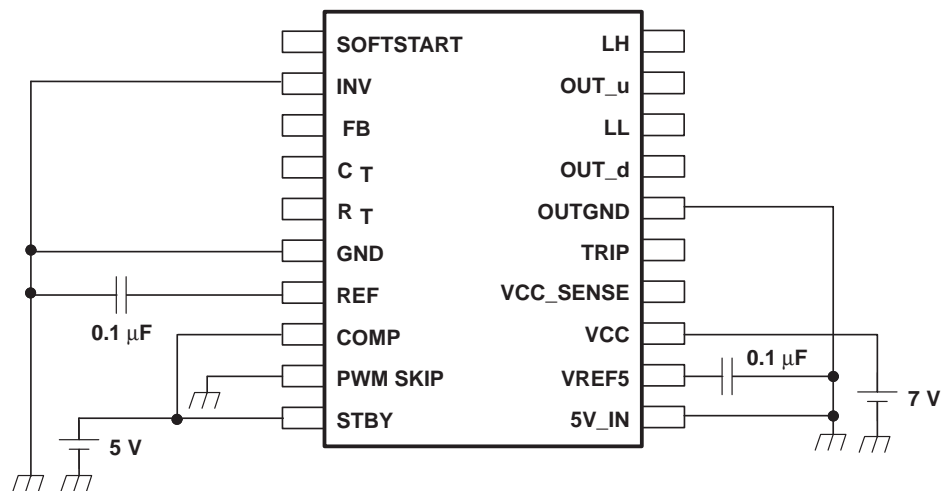 SOFTSTART
INV
FB
C T
R T
GND
REF
COMP
PWM SKIP
STBY
LH
OUT_u
LL
OUT_d
OUTGND
TRIP
VCC_SENSE
VCC
VREF5
5V_IN
0.1 μF
5 V
0.1 μF
7 V